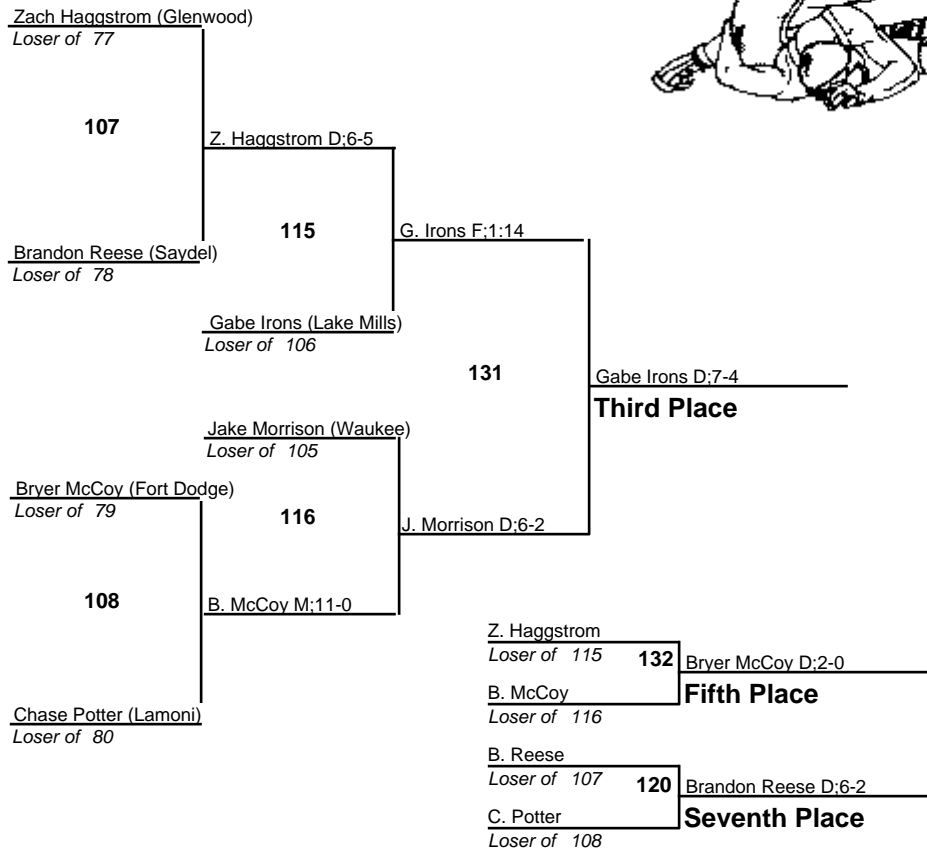 Zach Haggstrom (Glenwood)
Loser of 77
107
Z. Haggstrom D;6-5
115
G. Irons F;1:14
Brandon Reese (Saydel)
Loser of 78
Gabe Irons (Lake Mills)
Loser of 106
131
Gabe Irons D;7-4
Third Place
Jake Morrison (Waukee)
Loser of 105
Bryer McCoy (Fort Dodge)
Loser of 79
116
J. Morrison D;6-2
108
B. McCoy M;11-0
Chase Potter (Lamoni)
Loser of 80
Z. Haggstrom
Loser of 115
132
Bryer McCoy D;2-0
Fifth Place
B. McCoy
Loser of 116
B. Reese
Loser of 107
120
Brandon Reese D;6-2
Seventh Place
C. Potter
Loser of 108